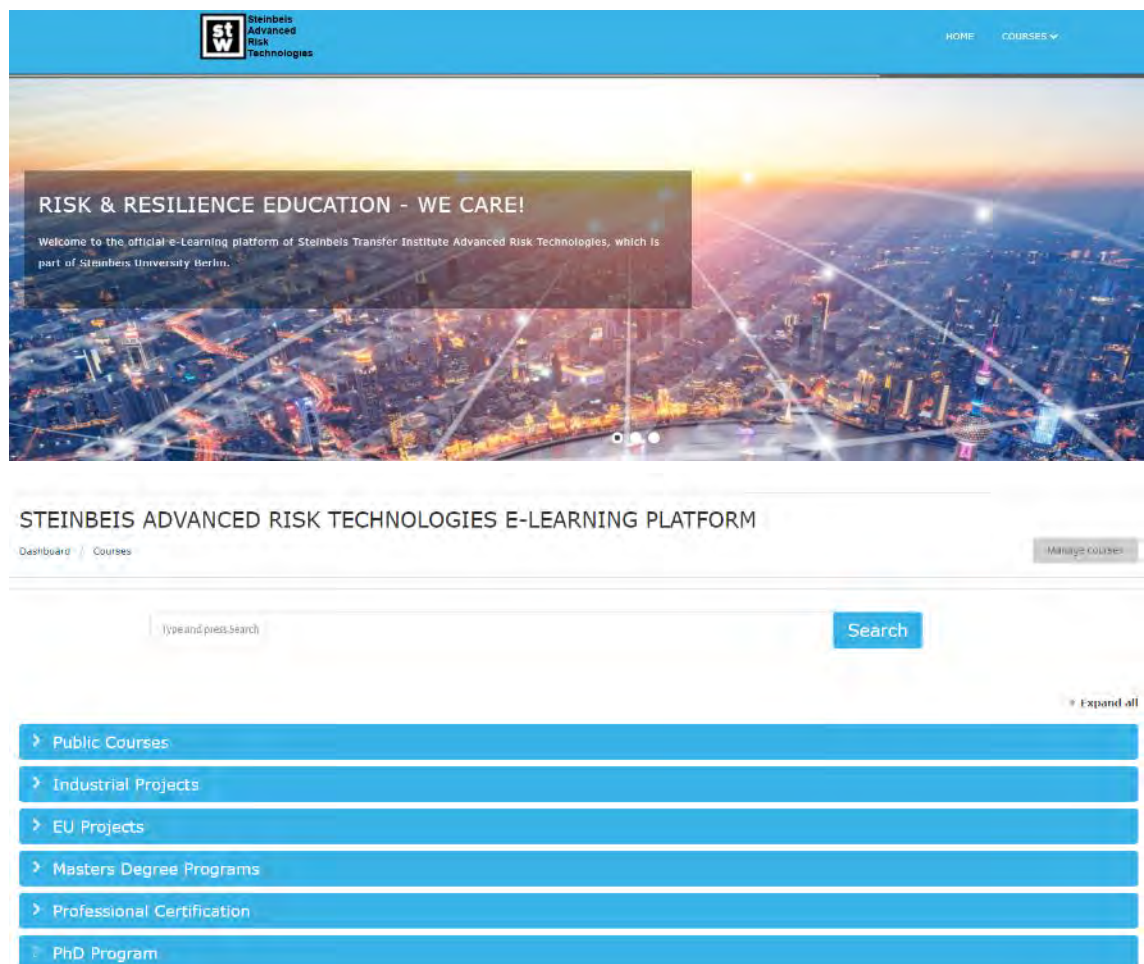 st
w
Steinbeis
Advanced
Risk
Technologies
HOME COURSES
RISK & RESILIENCE EDUCATION - WE CARE!
Welcome to the official e-Learning platform of Steinbeis Transfer Institute Advanced Risk Technologies, which is
part of Steinbeis University Berlin.
STEINBEIS ADVANCED RISK TECHNOLOGIES E-LEARNING PLATFORM
Dashboard / Courses
Manage courses
Type and press Search
Search
Expand all
Public Courses
Industrial Projects
EU Projects
Masters Degree Programs
Professional Certification
PhD Program